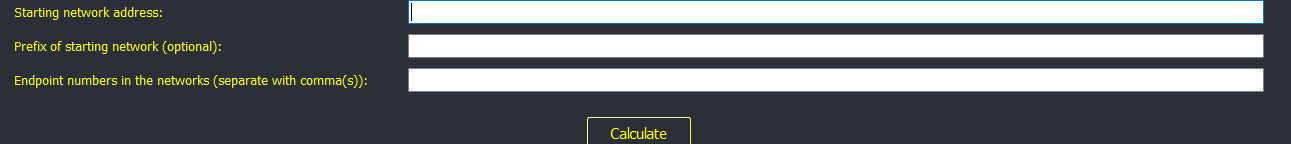 Starting network address:
Prefix of starting network (optional):
Endpoint numbers in the networks (separate with comma(s)):
Calculate